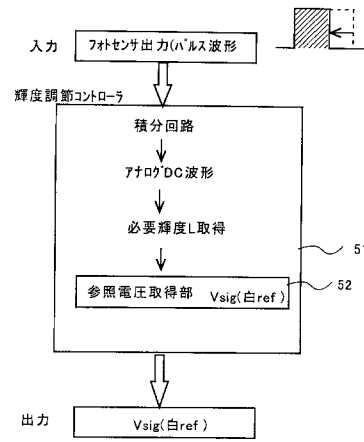 入力
フォトセンサ出力(パルス波形
輝度調節コントローラ
積分回路
アナログDC波形
必要輝度L取得
51
52
参照電圧取得部 Vsig(白ref)
出力
Vsig(白ref)